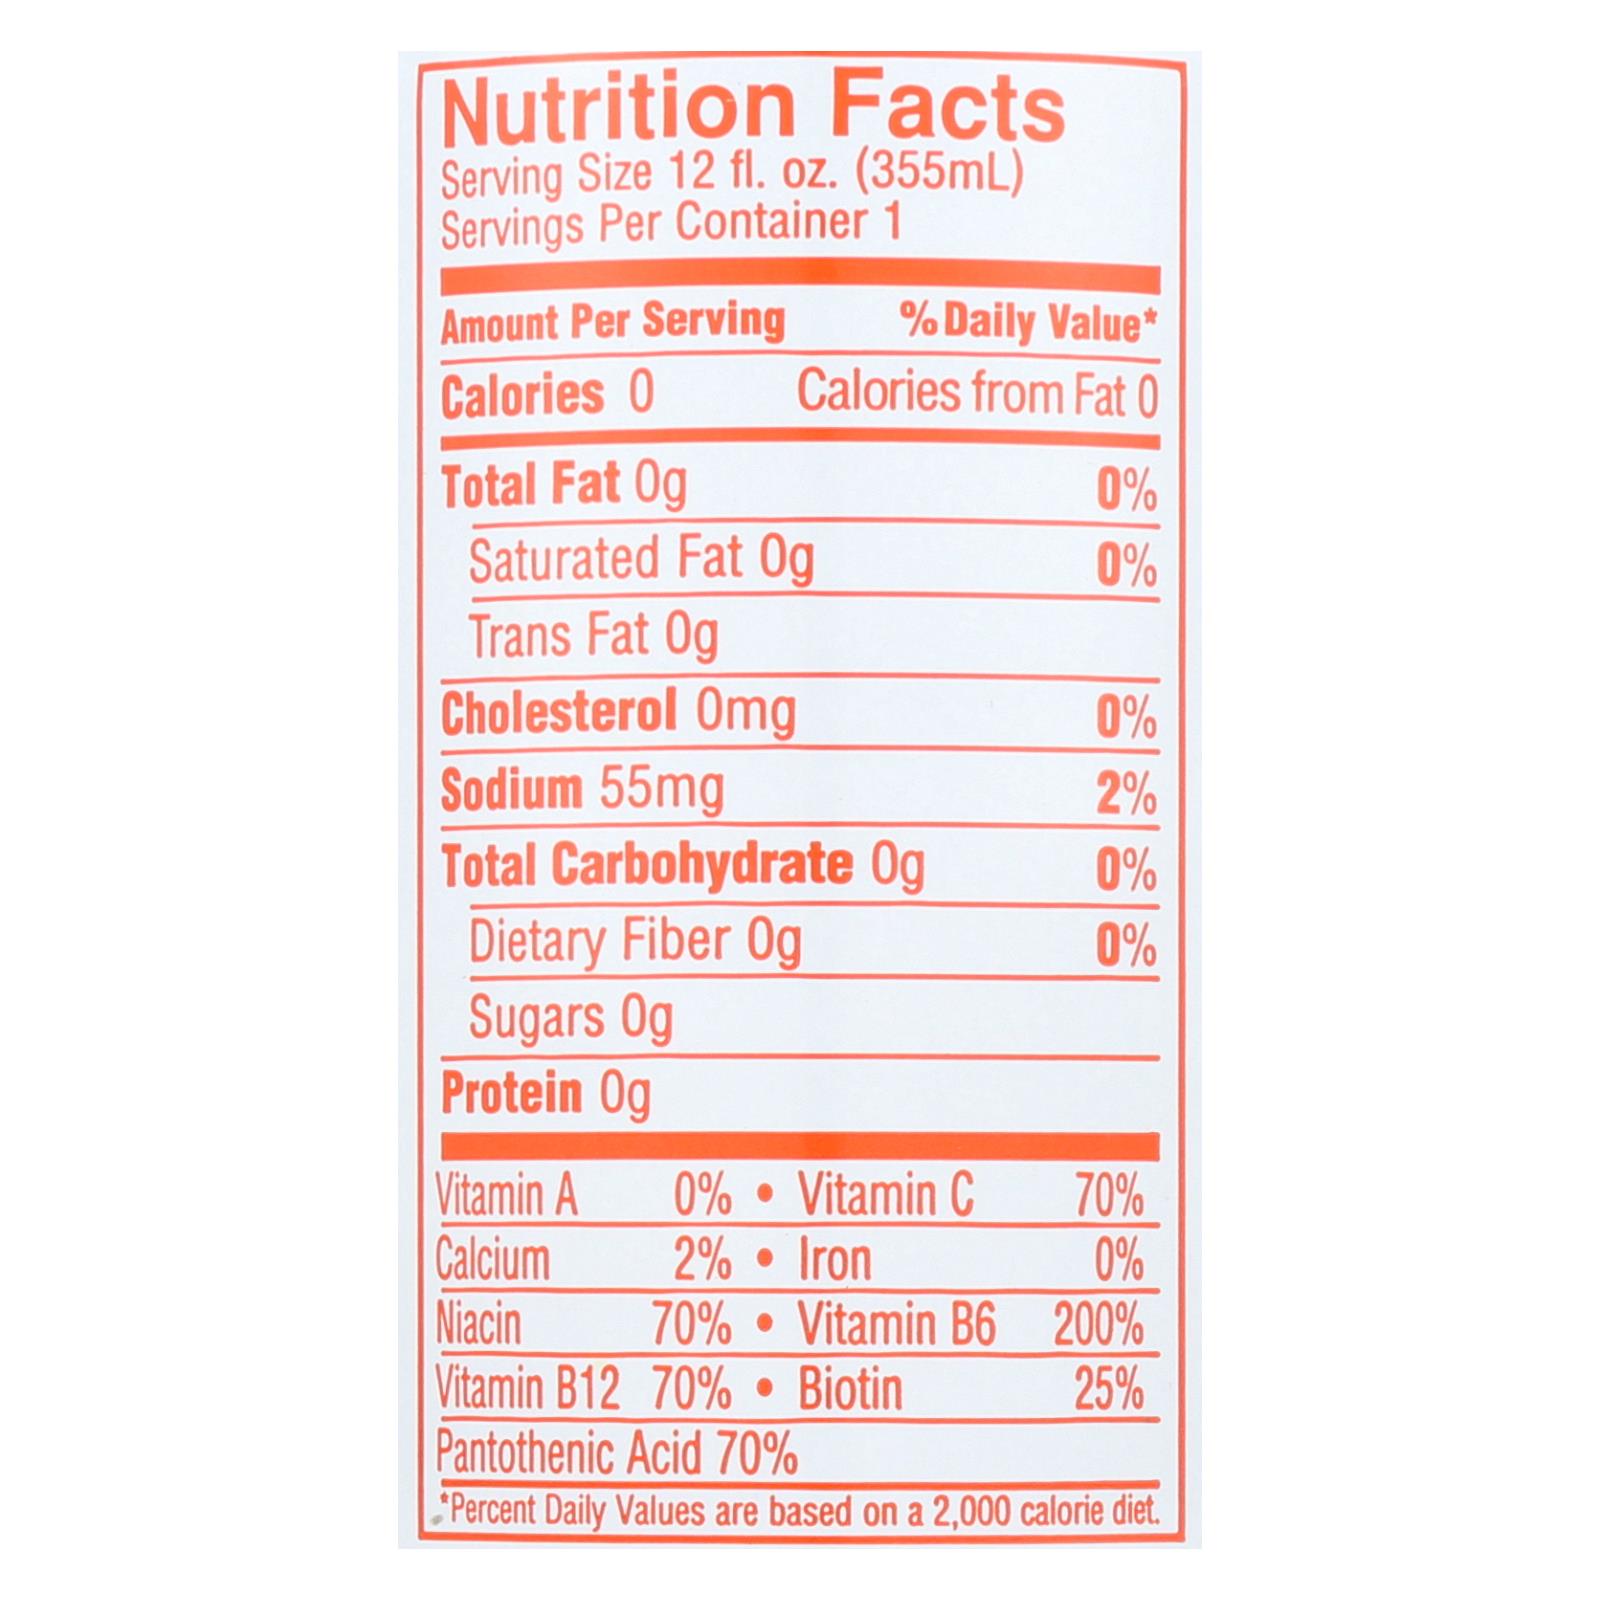 Nutrition Facts
Serving Size 12 fl. oz. (355mL)
Servings Per Container 1
Amount Per Serving % Daily Value*
Calories 0 Calories from Fat 0
Total Fat 0g 0%
Saturated Fat 0g 0%
Trans Fat 0g
Cholesterol 0mg 0%
Sodium 55mg 2%
Total Carbohydrate 0g 0%
Dietary Fiber 0g 0%
Sugars 0g
Protein 0g
Vitamin A 0% • Vitamin C 70%
Calcium 2% • Iron 0%
Niacin 70% • Vitamin B6 200%
Vitamin B12 70% • Biotin 25%
Pantothenic Acid 70%
*Percent Daily Values are based on a 2,000 calorie diet.